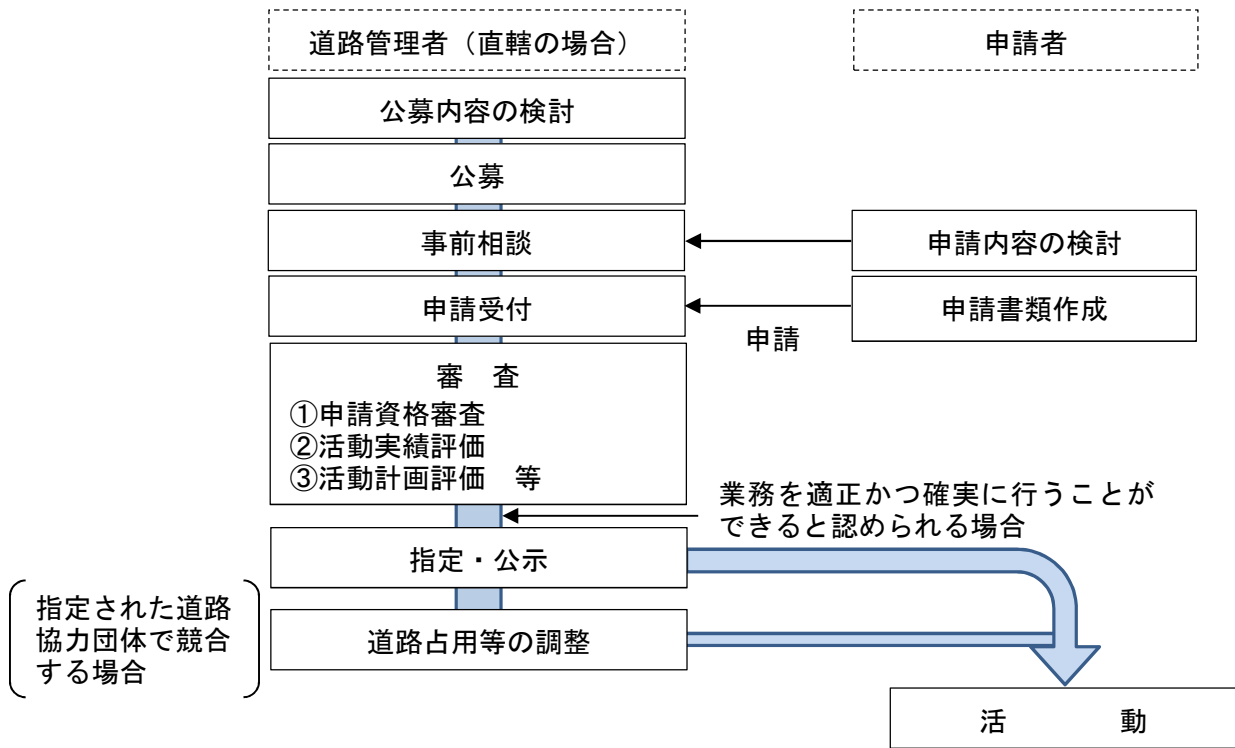 道路管理者（直轄の場合）
申請者
公募内容の検討
公募
事前相談
申請内容の検討
申請受付
申請書類作成
申請
審　査
①申請資格審査
②活動実績評価
③活動計画評価　等
業務を適正かつ確実に行うことが
できると認められる場合
指定・公示
指定された道路
協力団体で競合
する場合
道路占用等の調整
活　　　動